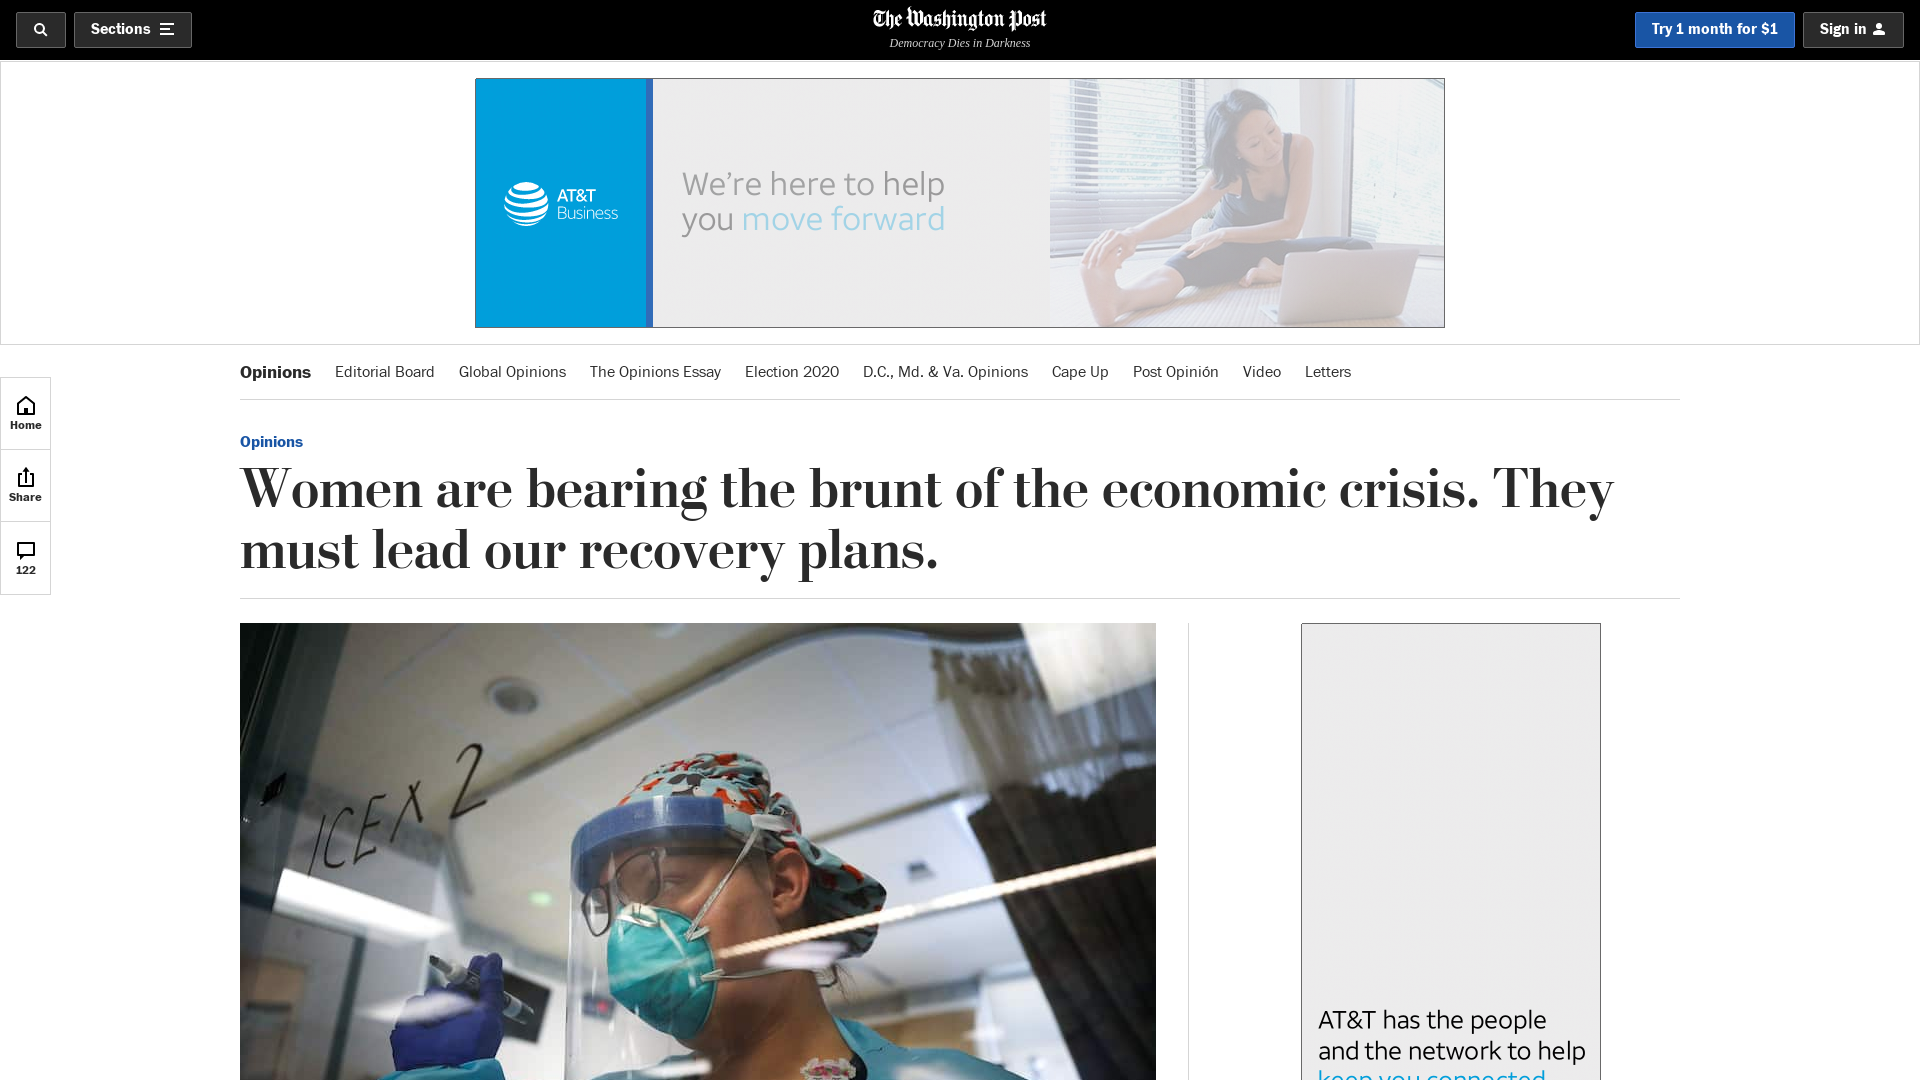 Sections
The Washington Post
Democracy Dies in Darkness
Try 1 month for $1
Sign in
AT&T
Business
We're here to help
you move forward
Opinions
Editorial Board
Global Opinions
The Opinions Essay
Election 2020
D.C., Md. & Va. Opinions
Cape Up
Post Opinión
Video
Letters
Home
Share
122
Opinions
Women are bearing the brunt of the economic crisis. They
must lead our recovery plans.
ICE X 2
AT&T has the people
and the network to help
keep you connected